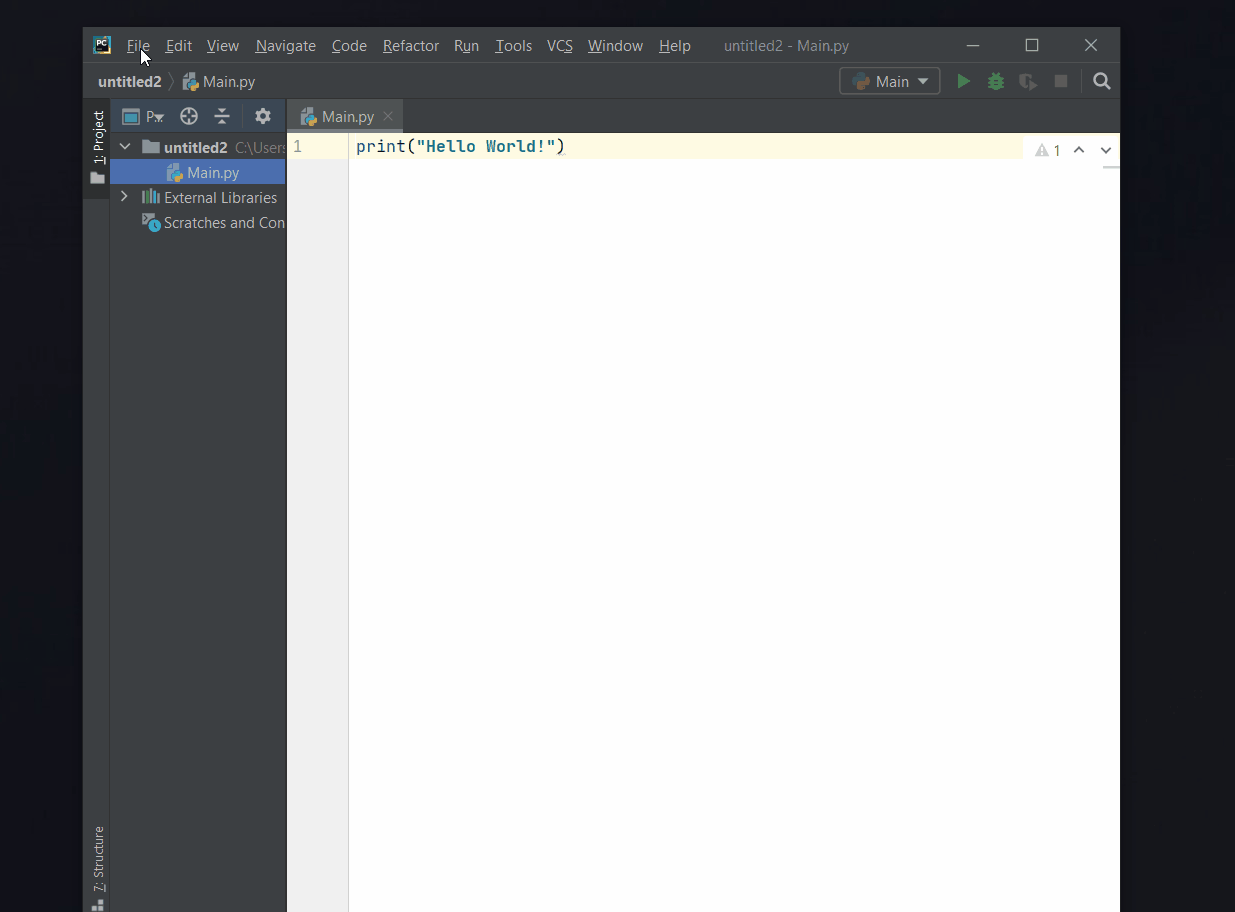 PC File Edit View Navigate Code Refactor Run Tools VCS Window Help untitled2 - Main.py
untitled2 Main.py Main
1: Project
P... Main.py
untitled2 C:\Users
1 print("Hello World!") 1
Main.py
External Libraries
Scratches and Con
7: Structure